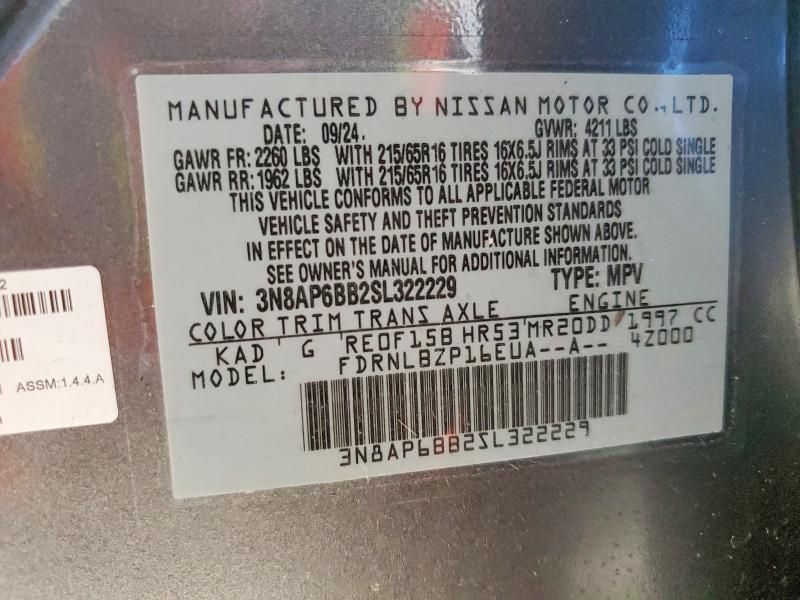 MANUFACTURED BY NISSAN MOTOR CO., LTD.
DATE: 09/24. GVWR: 4211 LBS
GAWR FR: 2260 LBS WITH 215/65R16 TIRES 16X6.5J RIMS AT 33 PSI COLD SINGLE
GAWR RR: 1962 LBS WITH 215/65R16 TIRES 16X6.5J RIMS AT 33 PSI COLD SINGLE
THIS VEHICLE CONFORMS TO ALL APPLICABLE FEDERAL MOTOR
VEHICLE SAFETY AND THEFT PREVENTION STANDARDS
IN EFFECT ON THE DATE OF MANUFACTURE SHOWN ABOVE.
SEE OWNER'S MANUAL FOR ADDITIONAL INFORMATION.
VIN: 3N8AP6BB2SL322229 TYPE: MPV
COLOR TRIM TRANS AXLE ENGINE
KAD G RE0F15B HR53 MR20DD 1997 CC
MODEL: FDRNLBZP16EUA--A-- 4Z000
3N8AP6BB2SL322229
2
ASSM:1.4.4.A